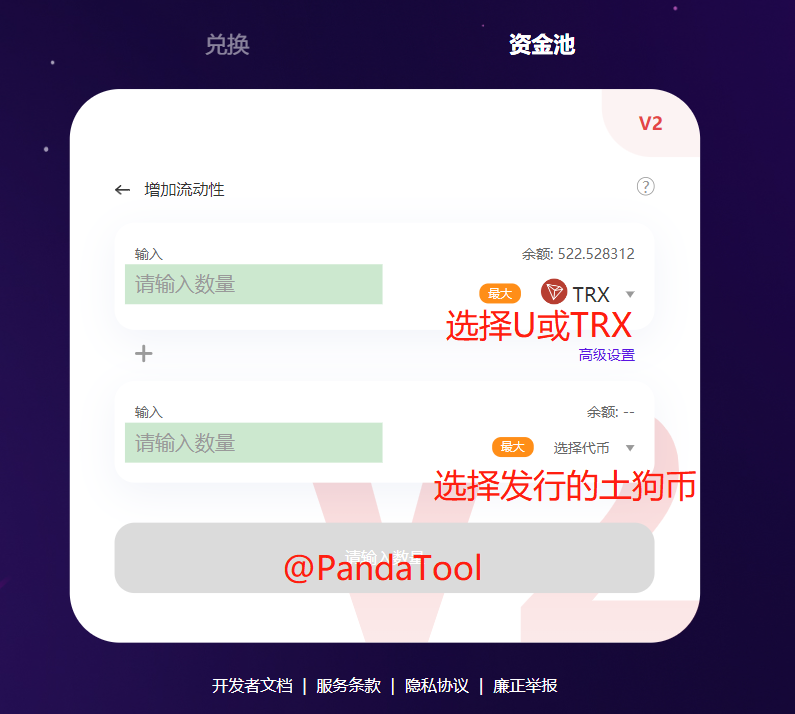 兑换
资金池
V2
← 增加流动性
?
输入
余额: 522.528312
请输入数量
最大
TRX
选择U或TRX
+
高级设置
输入
余额: --
请输入数量
最大
选择代币
选择发行的土狗币
请输入数量
@PandaTool
V2
开发者文档 | 服务条款 | 隐私协议 | 廉正举报